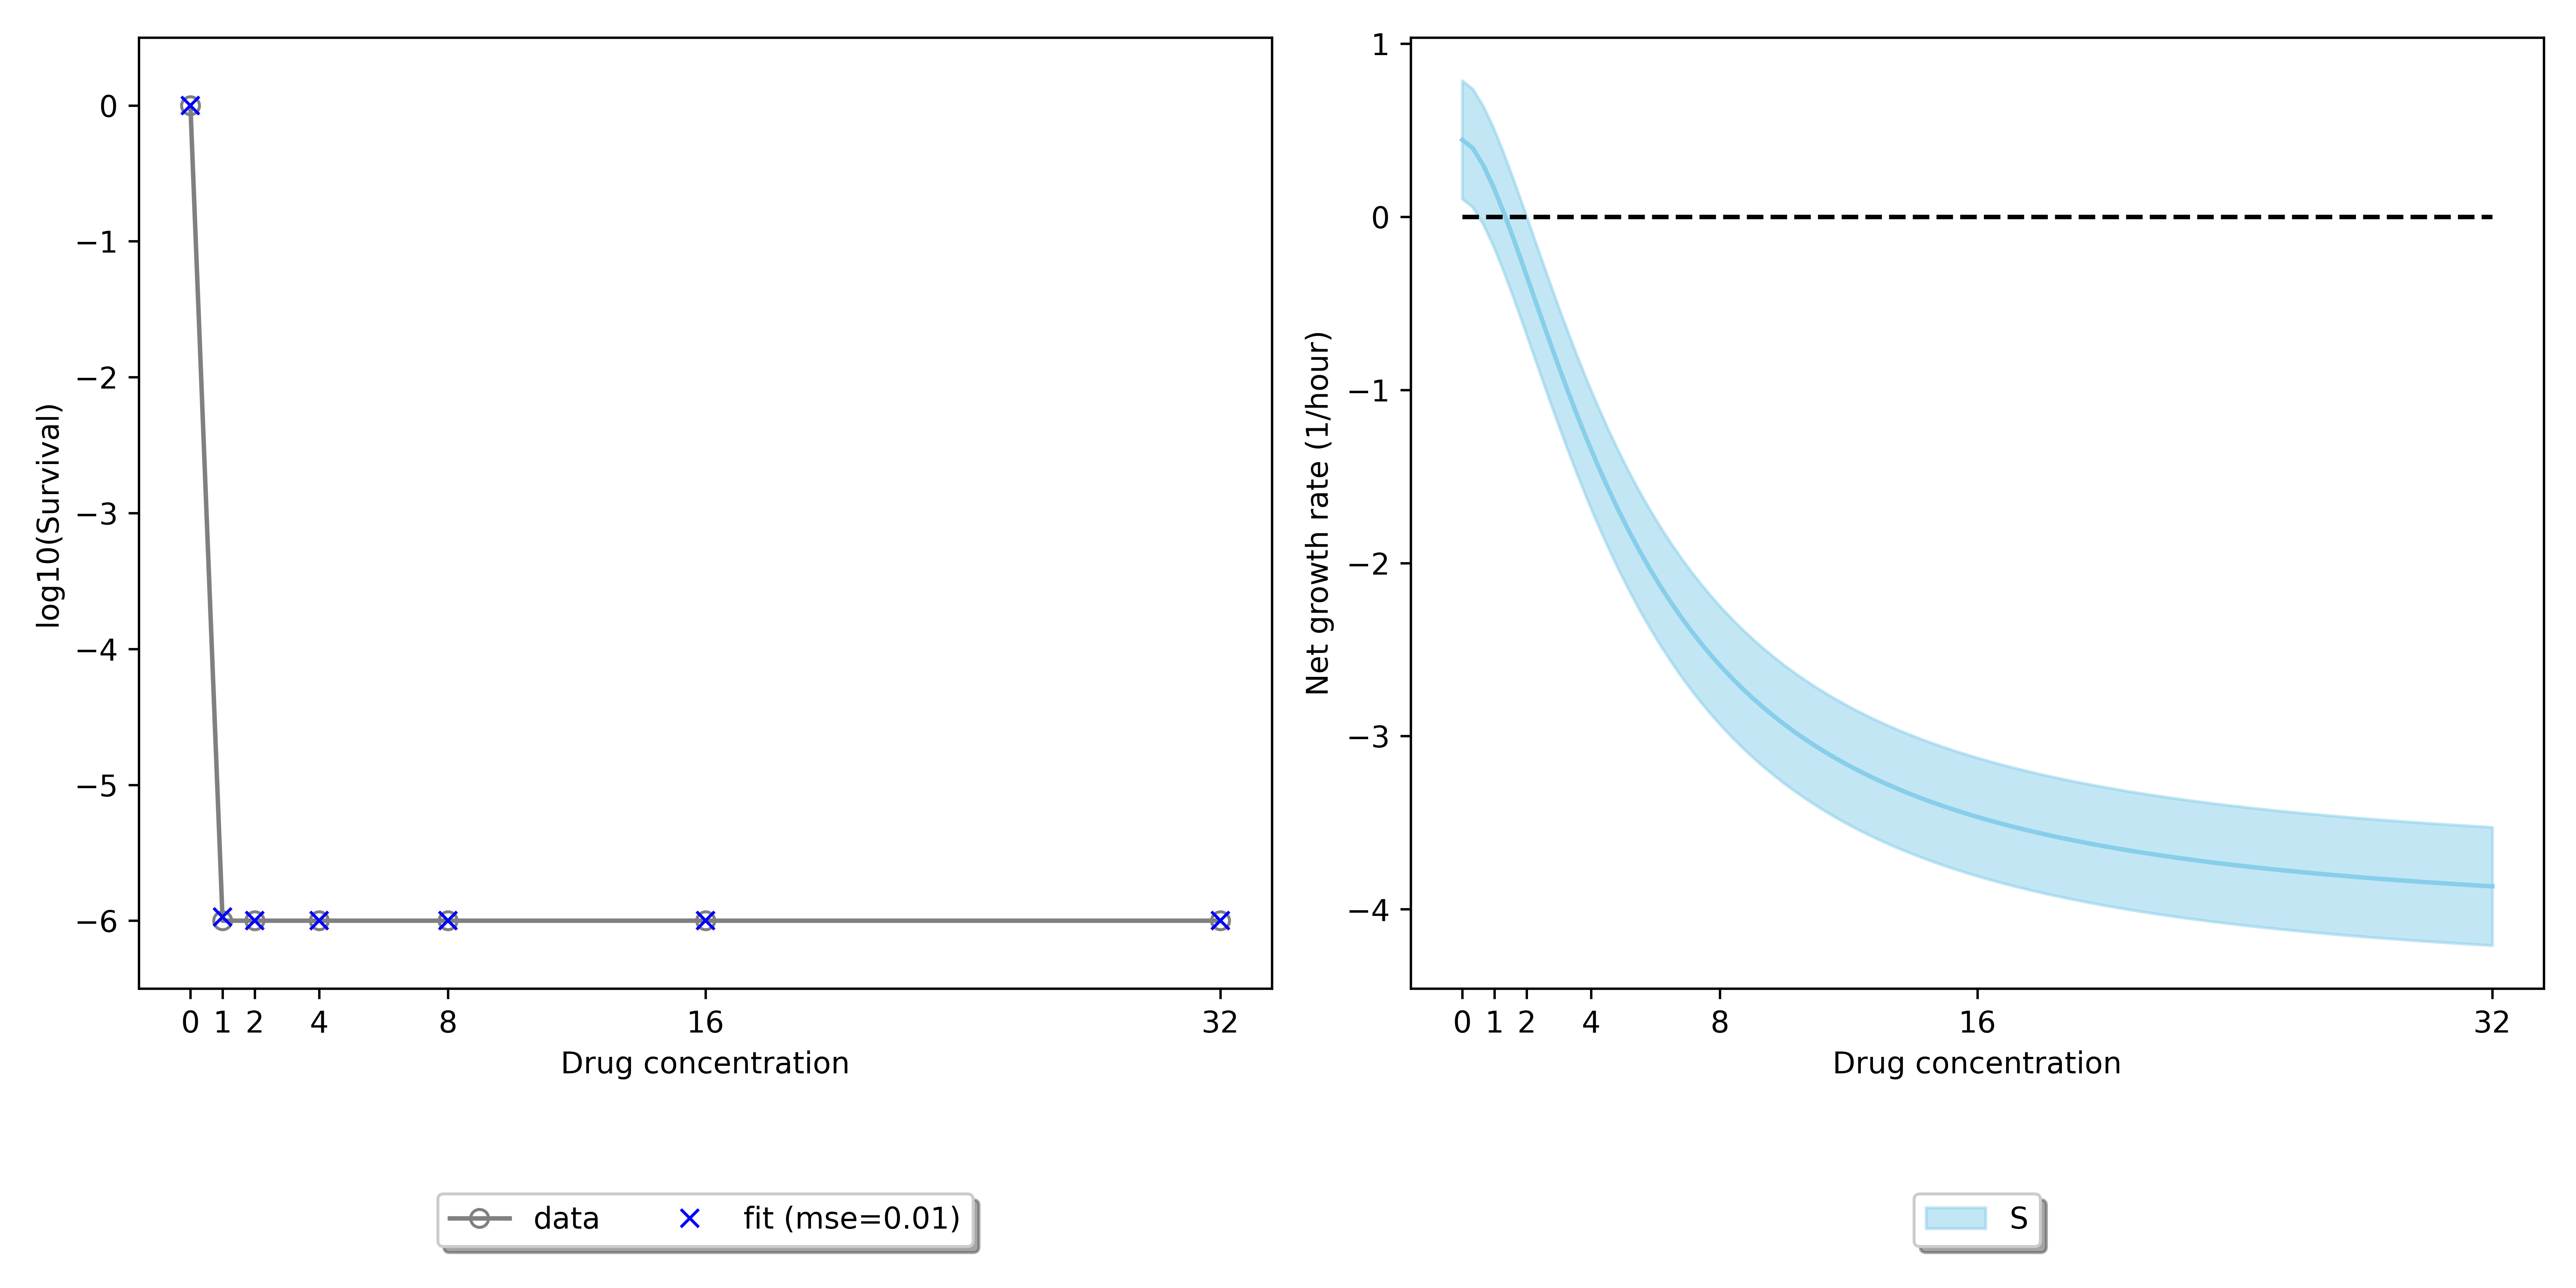 log10(Survival)
0
−1
−2
−3
−4
−5
−6
0 1 2 4 8 16 32
Drug concentration
data fit (mse=0.01)
Net growth rate (1/hour)
1
0
−1
−2
−3
−4
0 1 2 4 8 16 32
Drug concentration
S